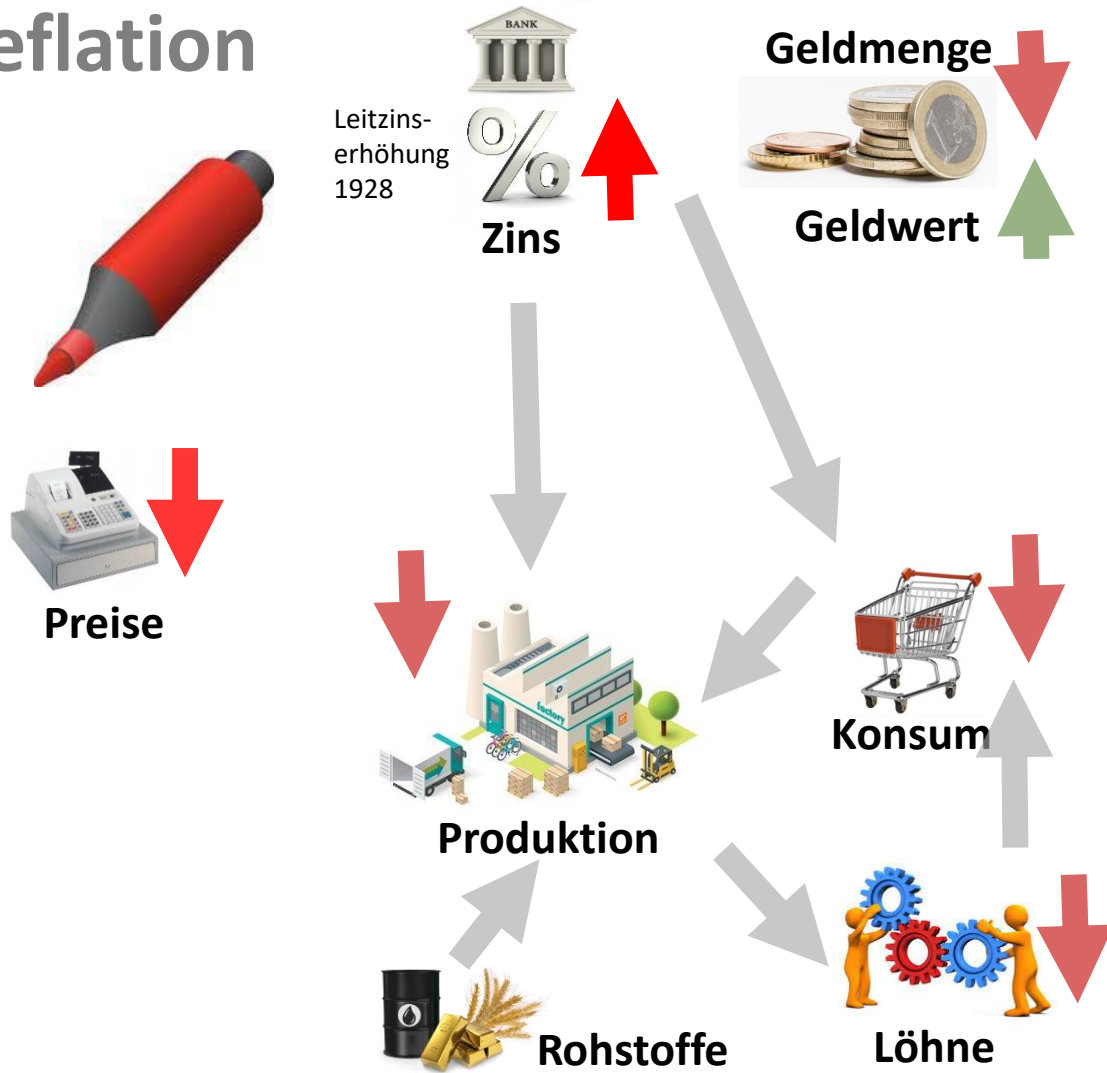 eflation
BANK
Geldmenge
Leitzins-
erhöhung
1928
%
Zins
Geldwert
Preise
factory
Konsum
Produktion
Rohstoffe
Löhne